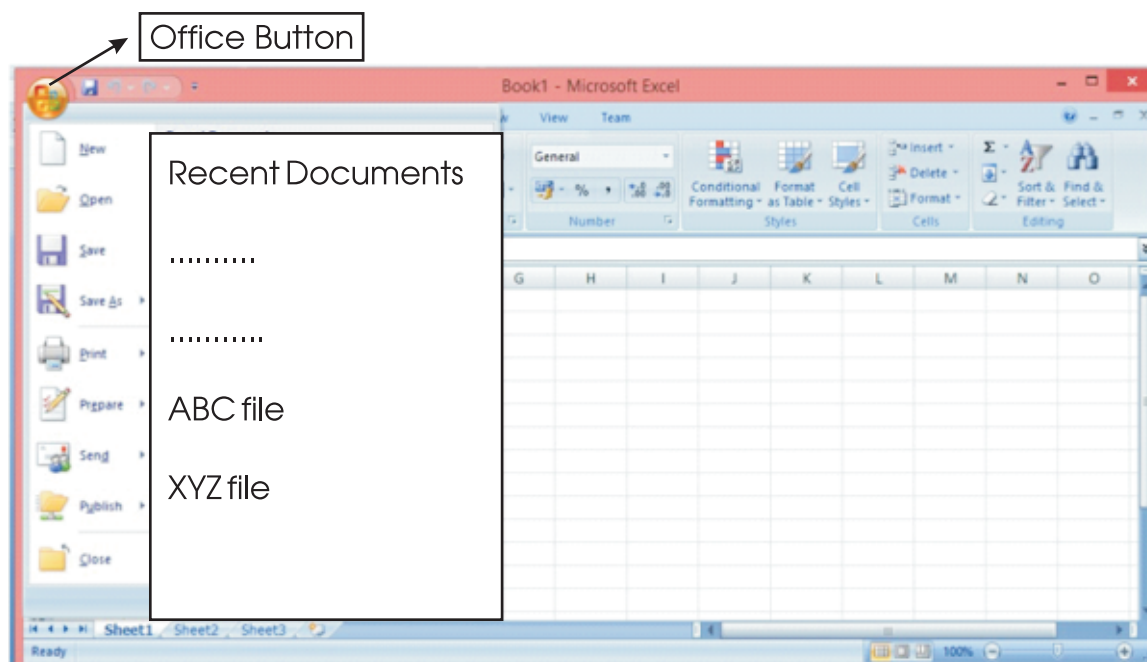 Office Button
Book1 - Microsoft Excel
View Team
New
Open
Save
Save As
Print
Prepare
Send
Publish
Close
Recent Documents
..........
...........
ABC file
XYZ file
General
% ,
Number
Conditional Formatting
Format as Table
Cell Styles
Styles
Insert
Delete
Format
Cells
Σ
Sort & Filter
Find & Select
Editing
G H I J K L M N O
Sheet1 Sheet2 Sheet3
Ready 100%